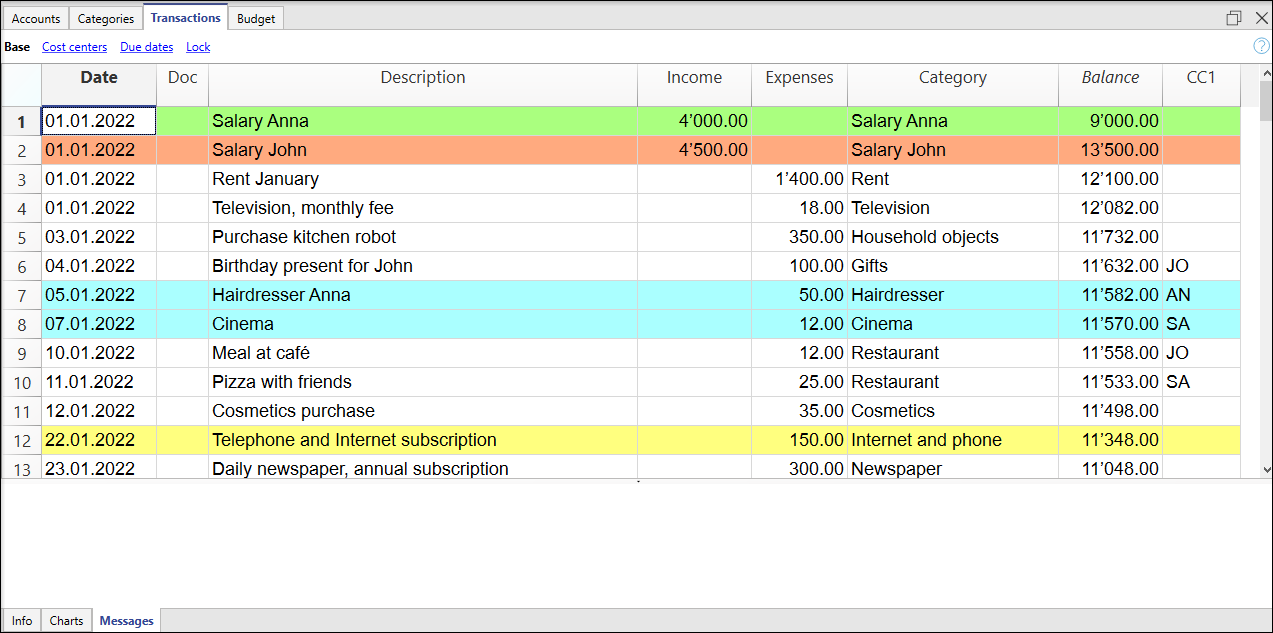 Accounts Categories Transactions Budget
Base Cost centers Due dates Lock ?
Date Doc Description Income Expenses Category Balance CC1
1 01.01.2022 Salary Anna 4’000.00 Salary Anna 9’000.00
2 01.01.2022 Salary John 4’500.00 Salary John 13’500.00
3 01.01.2022 Rent January 1’400.00 Rent 12’100.00
4 01.01.2022 Television, monthly fee 18.00 Television 12’082.00
5 03.01.2022 Purchase kitchen robot 350.00 Household objects 11’732.00
6 04.01.2022 Birthday present for John 100.00 Gifts 11’632.00 JO
7 05.01.2022 Hairdresser Anna 50.00 Hairdresser 11’582.00 AN
8 07.01.2022 Cinema 12.00 Cinema 11’570.00 SA
9 10.01.2022 Meal at café 12.00 Restaurant 11’558.00 JO
10 11.01.2022 Pizza with friends 25.00 Restaurant 11’533.00 SA
11 12.01.2022 Cosmetics purchase 35.00 Cosmetics 11’498.00
12 22.01.2022 Telephone and Internet subscription 150.00 Internet and phone 11’348.00
13 23.01.2022 Daily newspaper, annual subscription 300.00 Newspaper 11’048.00
Info Charts Messages